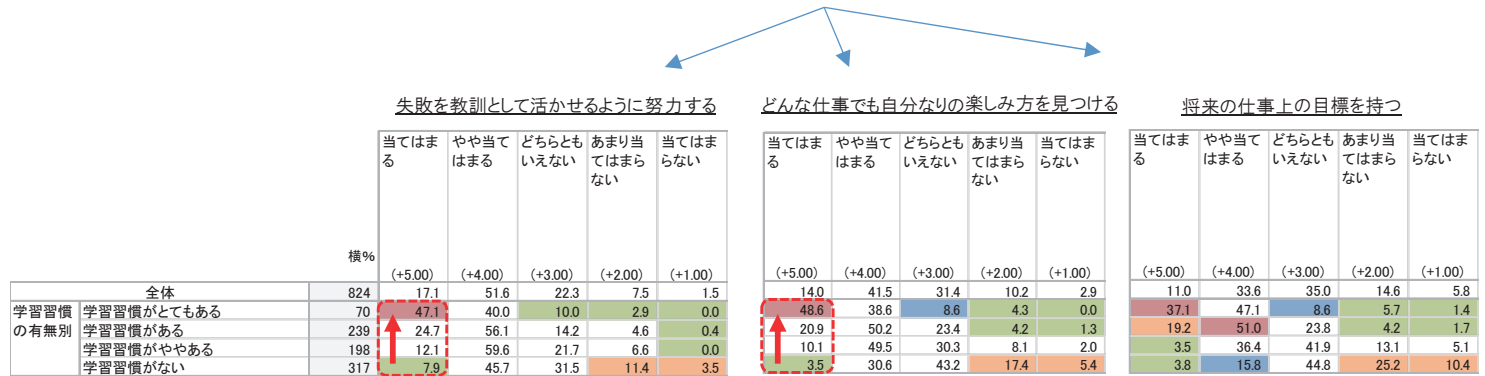 失敗を教訓として活かせるように努力する どんな仕事でも自分なりの楽しみ方を見つける 将来の仕事上の目標を持つ
当てはまる やや当てはまる どちらともいえない あまり当てはまらない 当てはまらない 当てはまる やや当てはまる どちらともいえない あまり当てはまらない 当てはまらない 当てはまる やや当てはまる どちらともいえない あまり当てはまらない 当てはまらない
横%
(+5.00) (+4.00) (+3.00) (+2.00) (+1.00) (+5.00) (+4.00) (+3.00) (+2.00) (+1.00) (+5.00) (+4.00) (+3.00) (+2.00) (+1.00)
全体 824 17.1 51.6 22.3 7.5 1.5 14.0 41.5 31.4 10.2 2.9 11.0 33.6 35.0 14.6 5.8
学習習慣 学習習慣がとてもある 70 47.1 40.0 10.0 2.9 0.0 48.6 38.6 8.6 4.3 0.0 37.1 47.1 8.6 5.7 1.4
の有無別 学習習慣がある 239 24.7 56.1 14.2 4.6 0.4 20.9 50.2 23.4 4.2 1.3 19.2 51.0 23.8 4.2 1.7
学習習慣がややある 198 12.1 59.6 21.7 6.6 0.0 10.1 49.5 30.3 8.1 2.0 3.5 36.4 41.9 13.1 5.1
学習習慣がない 317 7.9 45.7 31.5 11.4 3.5 3.5 30.6 43.2 17.4 5.4 3.8 15.8 44.8 25.2 10.4